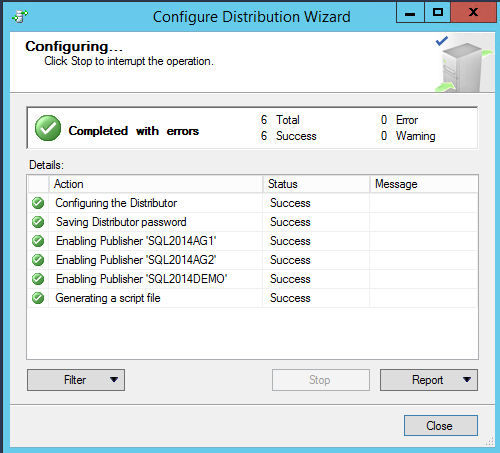 Configure Distribution Wizard
Configuring...
Click Stop to interrupt the operation.
Completed with errors
6 Total 0 Error
6 Success 0 Warning
Details:
Action Status Message
Configuring the Distributor Success
Saving Distributor password Success
Enabling Publisher 'SQL2014AG1' Success
Enabling Publisher 'SQL2014AG2' Success
Enabling Publisher 'SQL2014DEMO' Success
Generating a script file Success
Filter Stop Report
Close